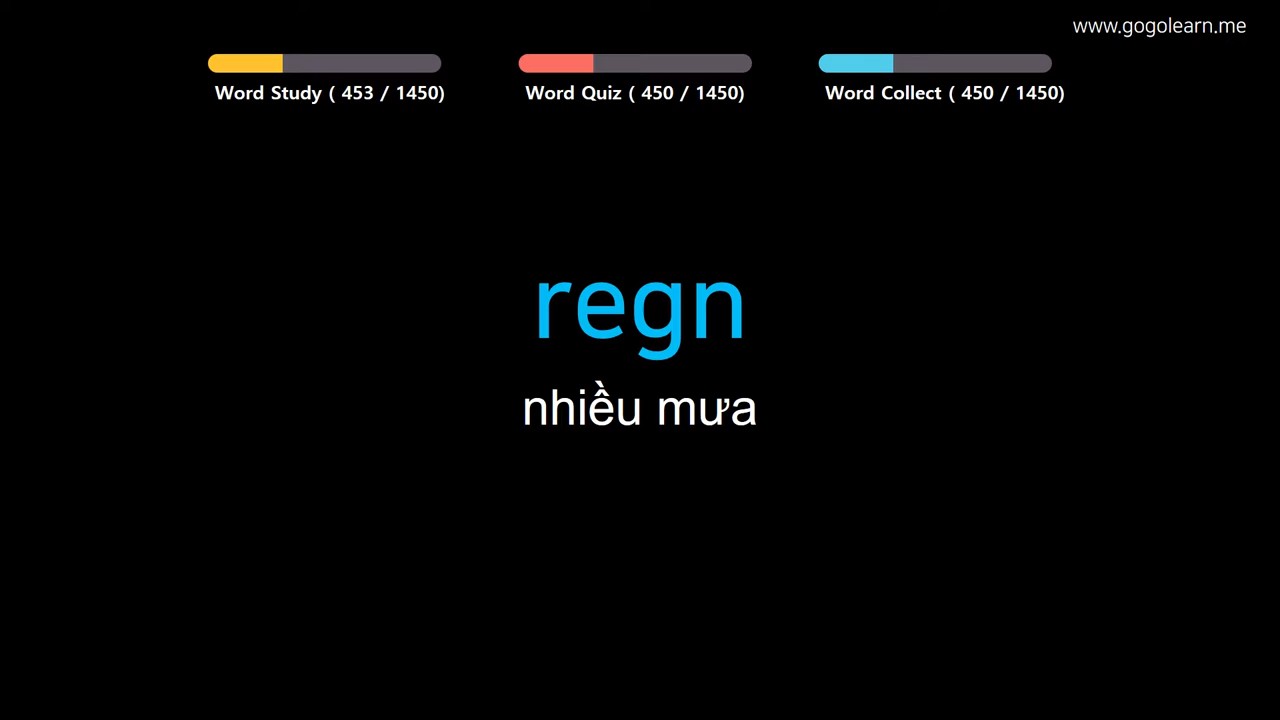 www.gogolearn.me
Word Study ( 453 / 1450)
Word Quiz ( 450 / 1450)
Word Collect ( 450 / 1450)
regn
nhiều mưa